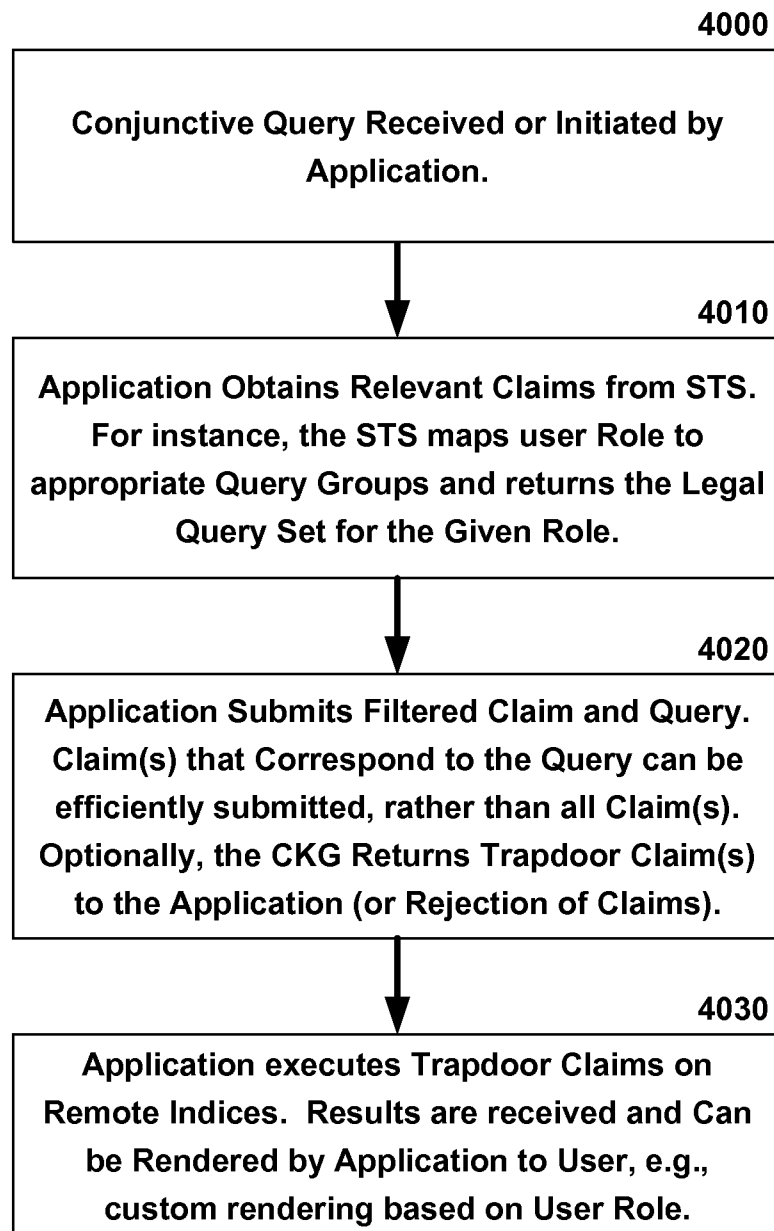 4000
Conjunctive Query Received or Initiated by
Application.
4010
Application Obtains Relevant Claims from STS.
For instance, the STS maps user Role to
appropriate Query Groups and returns the Legal
Query Set for the Given Role.
4020
Application Submits Filtered Claim and Query.
Claim(s) that Correspond to the Query can be
efficiently submitted, rather than all Claim(s).
Optionally, the CKG Returns Trapdoor Claim(s)
to the Application (or Rejection of Claims).
4030
Application executes Trapdoor Claims on
Remote Indices.  Results are received and Can
be Rendered by Application to User, e.g.,
custom rendering based on User Role.